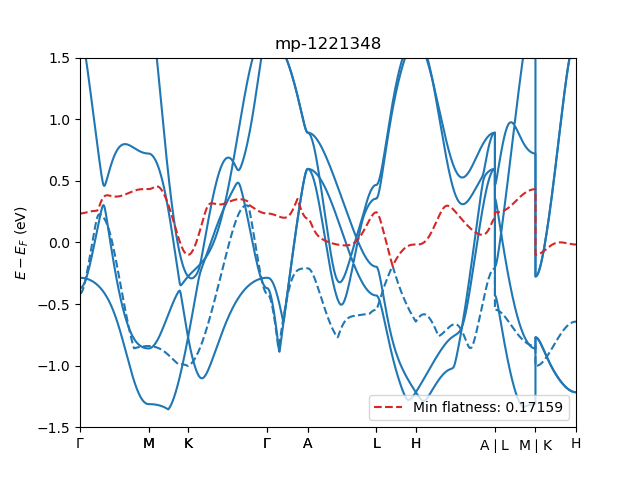 mp-1221348
1.5
1.0
0.5
0.0
−0.5
−1.0
−1.5
E − E_F (eV)
Min flatness: 0.17159
Γ M K Γ A L H A | L M | K H